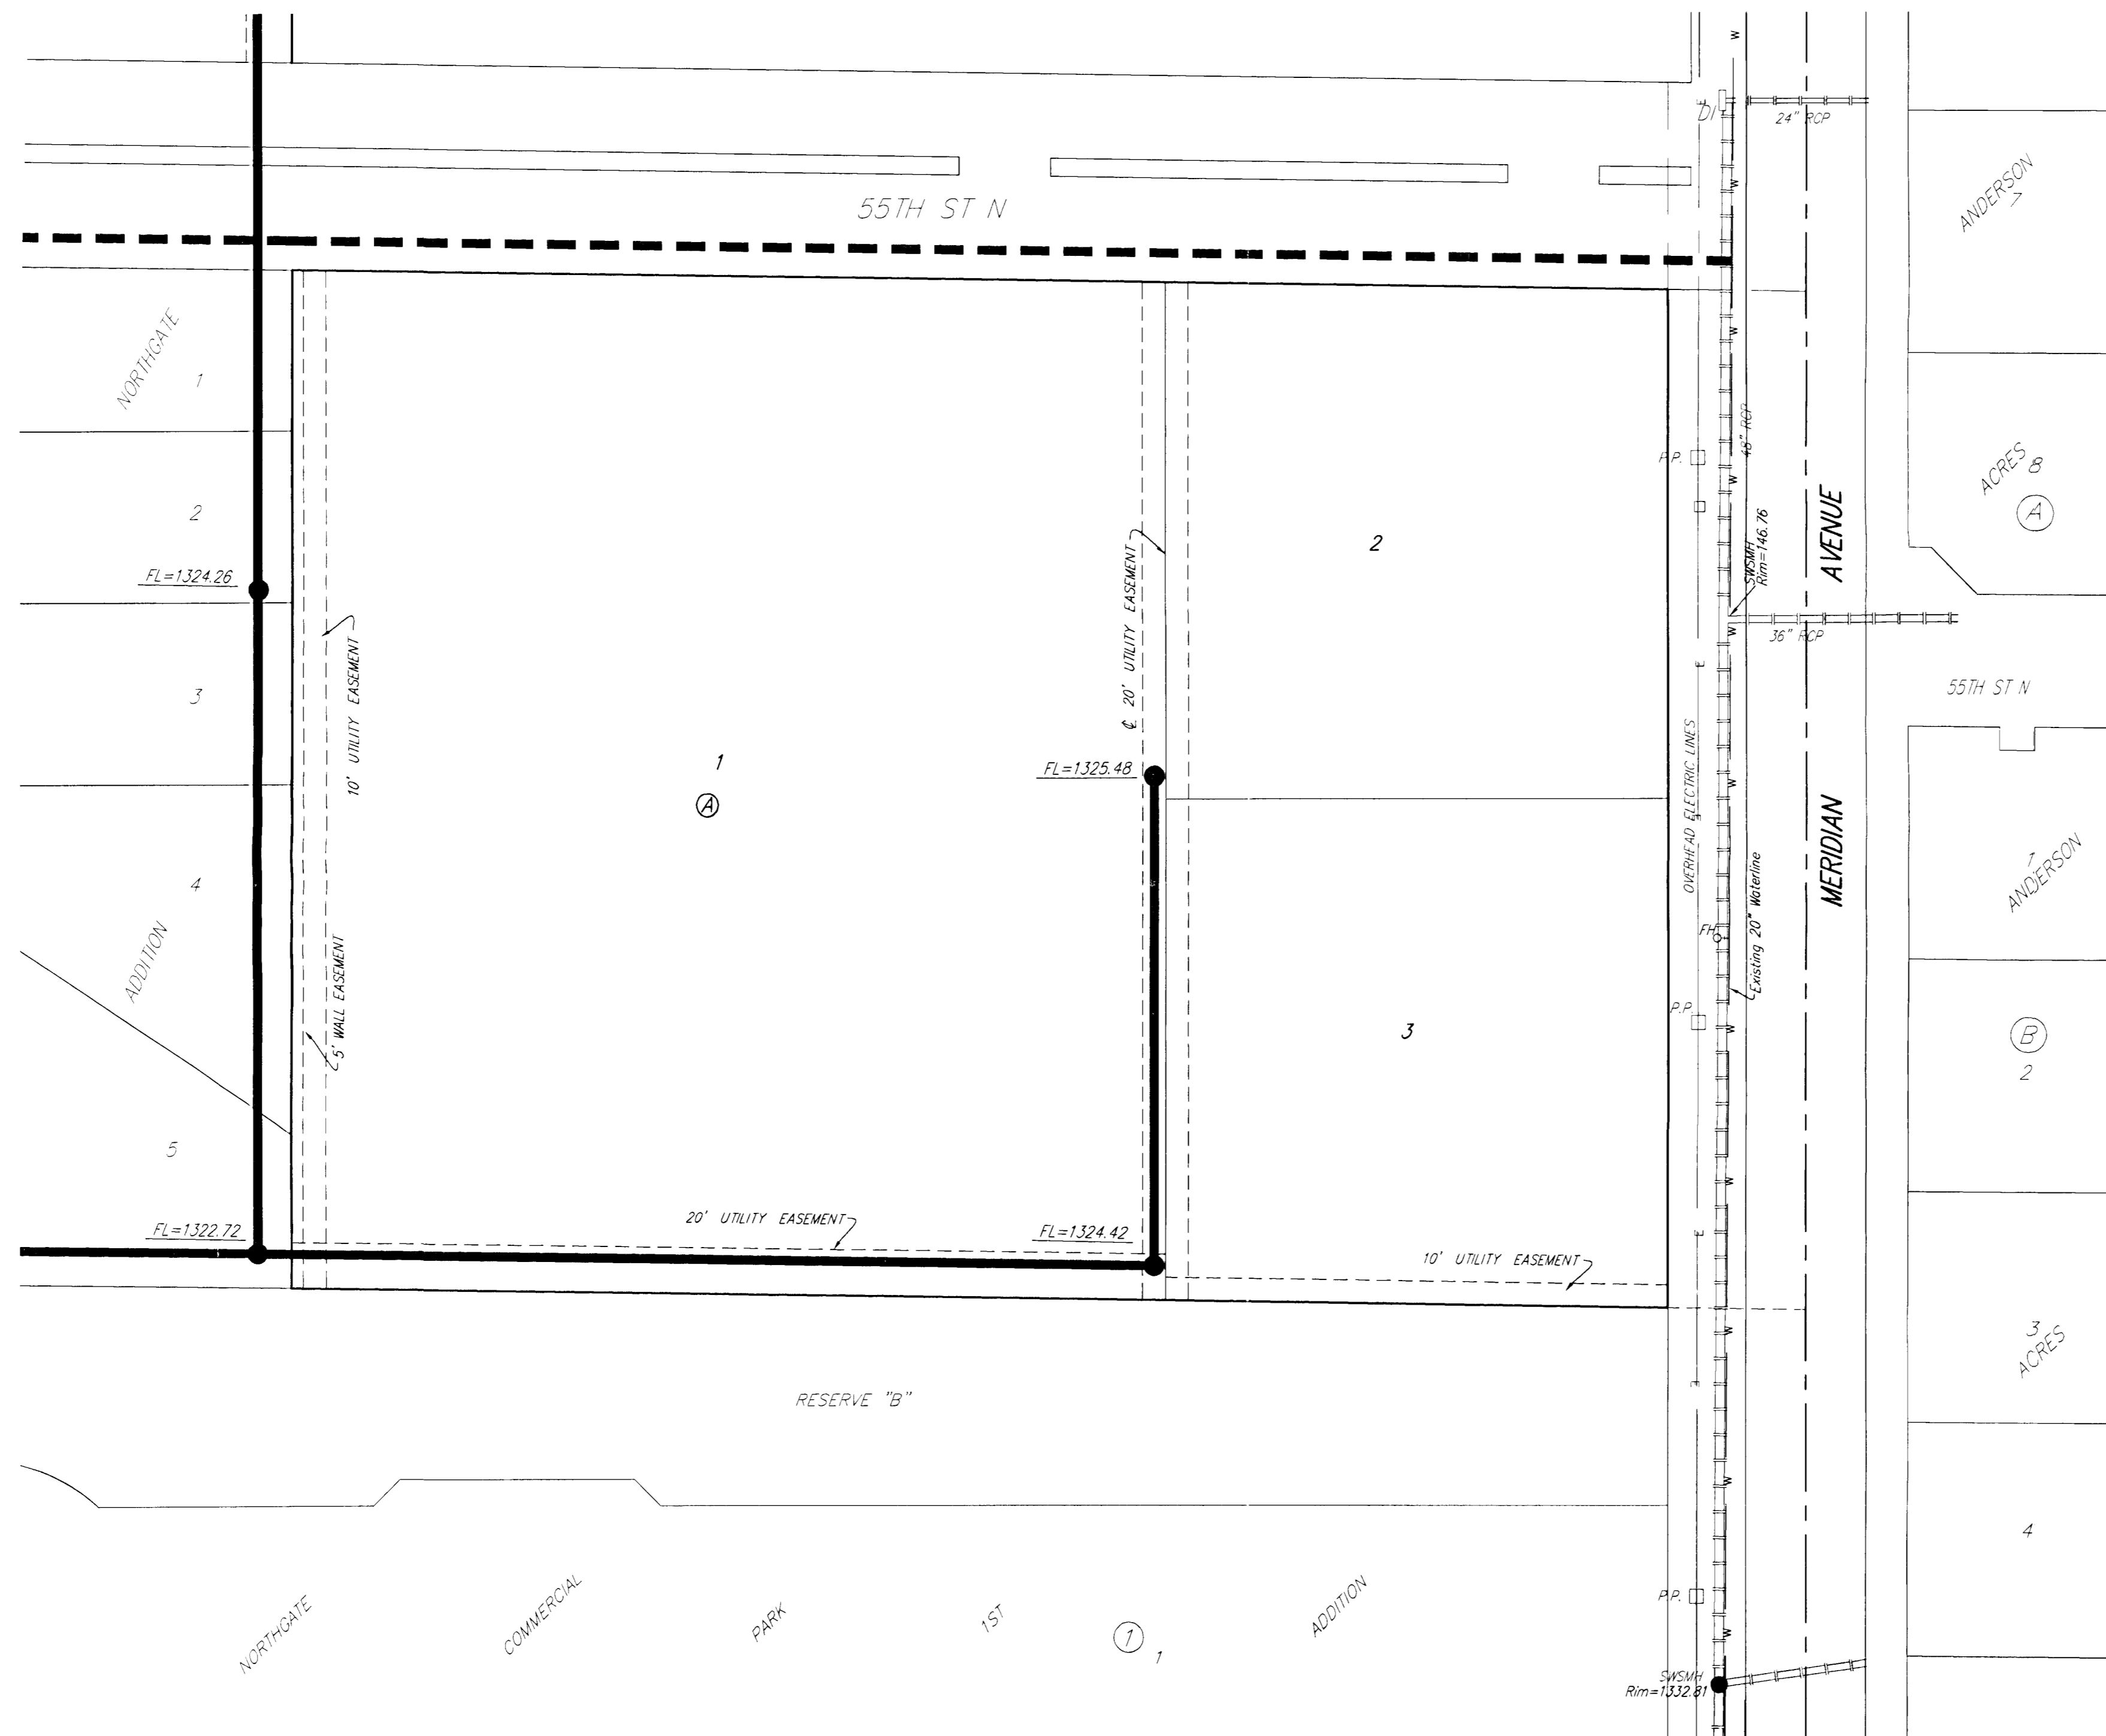 W
DI
24" RCP
ANDERSON
7
W
55TH ST N
NORTHGATE
1
W
48" RCP
P.P.
ACRES 8
A
W
2
2
AVENUE
SWSMH
Rim=146.76
FL=1324.26
10' UTILITY EASEMENT
℄ 20' UTILITY EASEMENT
36" RCP
W
E
3
55TH ST N
1
A
FL=1325.48
OVERHEAD ELECTRIC LINES
W
E
MERIDIAN
4
1
ANDERSON
ADDITION
5' WALL EASEMENT
FH
Existing 20" Waterline
P.P.
3
W
B
2
5
W
FL=1322.72
20' UTILITY EASEMENT
FL=1324.42
E
10' UTILITY EASEMENT
W
3
ACRES
E
RESERVE "B"
W
4
NORTHGATE
COMMERCIAL
PARK
1ST
1
1
ADDITION
P.P.
W
SWSMH
Rim=1332.81